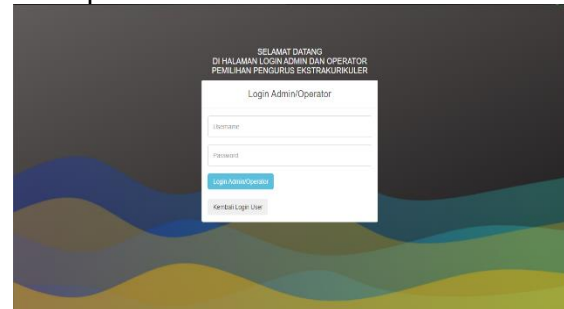 SELAMAT DATANG
DI HALAMAN LOGIN ADMIN DAN OPERATOR
PEMILIHAN PENGURUS EKSTRAKURIKULER
Login Admin/Operator
Username
Password
Login Admin/Operator
Kembali Login User